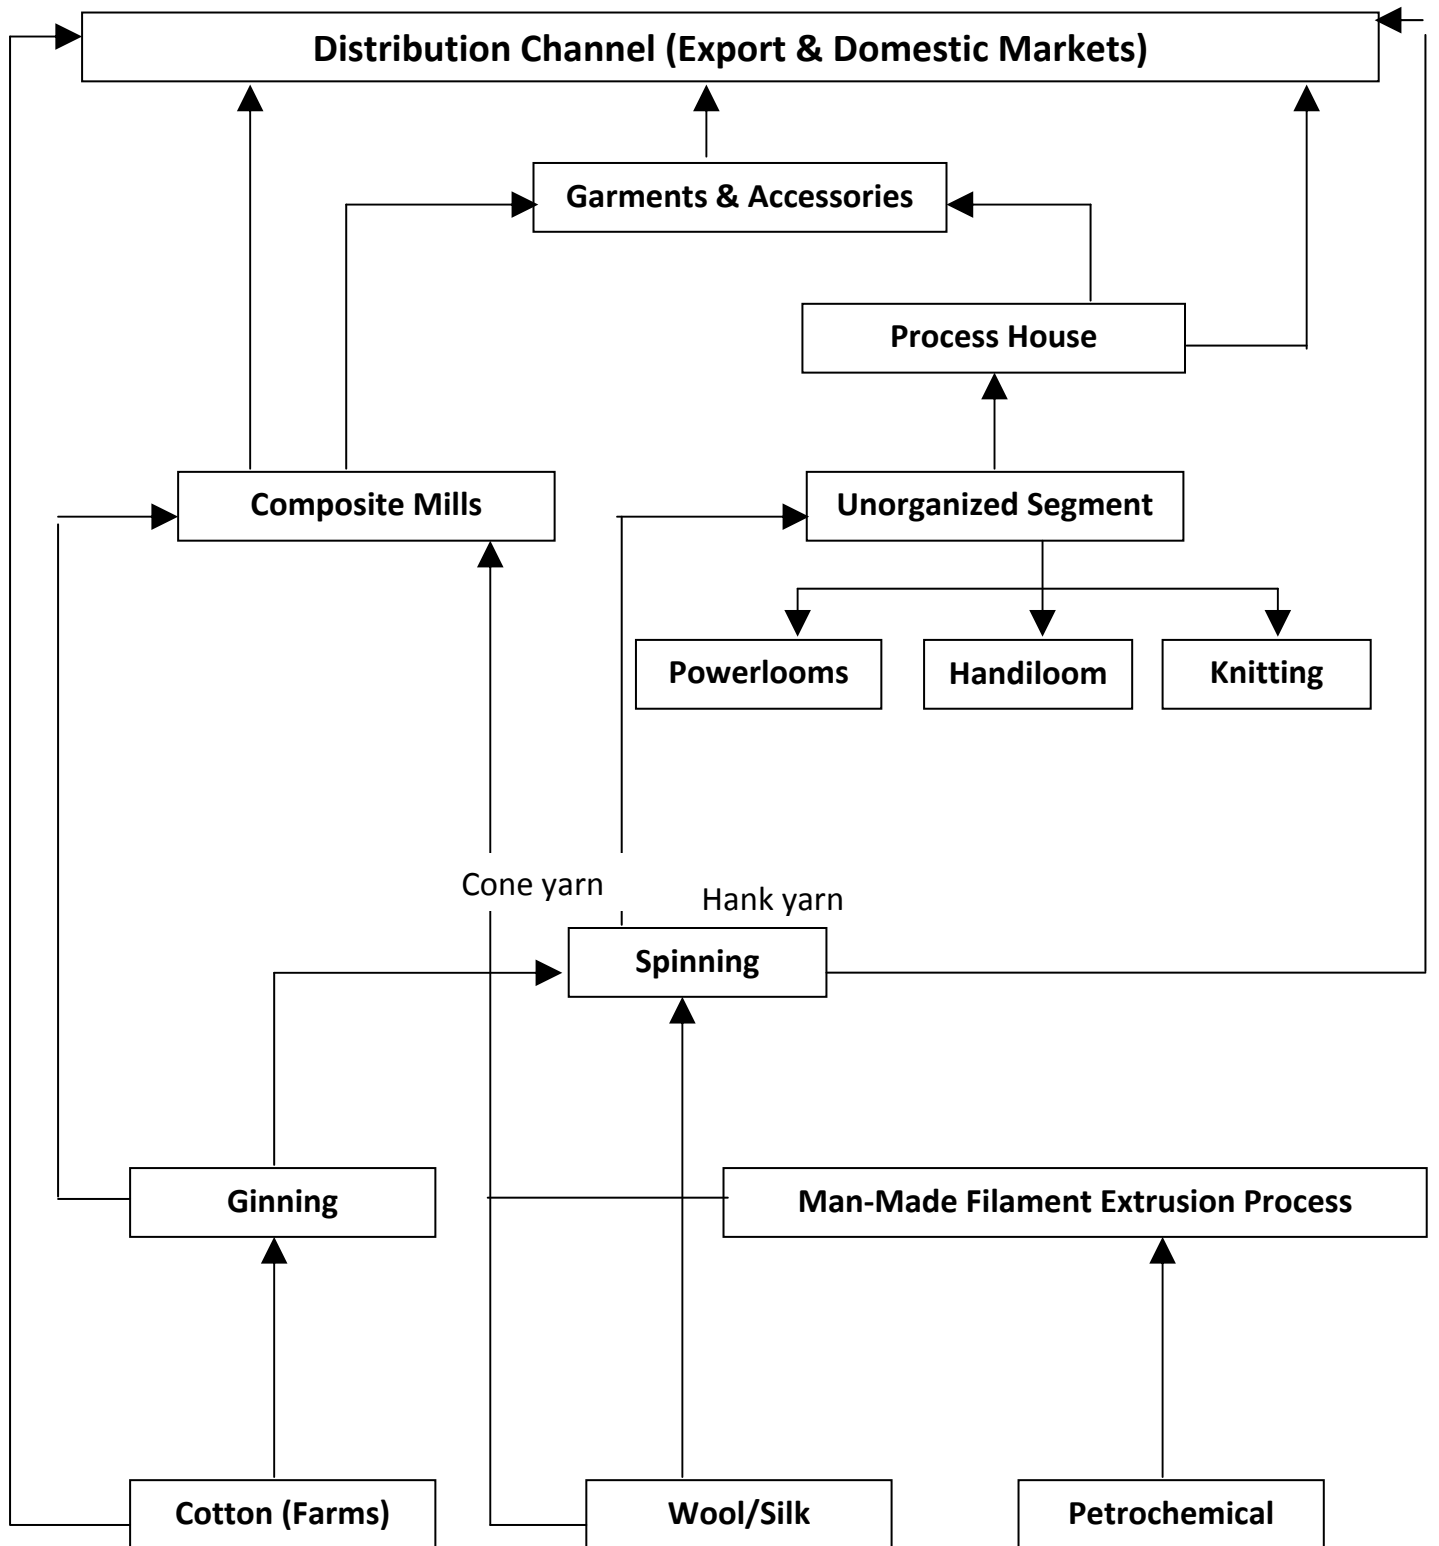 Distribution Channel (Export & Domestic Markets)
Garments & Accessories
Process House
Composite Mills
Unorganized Segment
Powerlooms
Handiloom
Knitting
Cone yarn
Hank yarn
Spinning
Ginning
Man-Made Filament Extrusion Process
Cotton (Farms)
Wool/Silk
Petrochemical